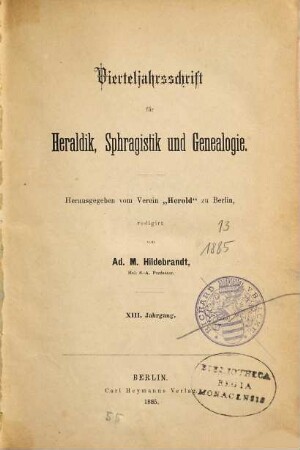 Vierteljahrsschrift
für
Heraldik, Sphragistik und Genealogie.
Herausgegeben vom Verein „Herold" zu Berlin,
redigirt
von
Ad. M. Hildebrandt,
13
1885
XIII. Jahrgang.
BERLIN.
Carl Heymanns Verlag
1885.
BIBLIOTHECA
REGIA
MONACENSIS